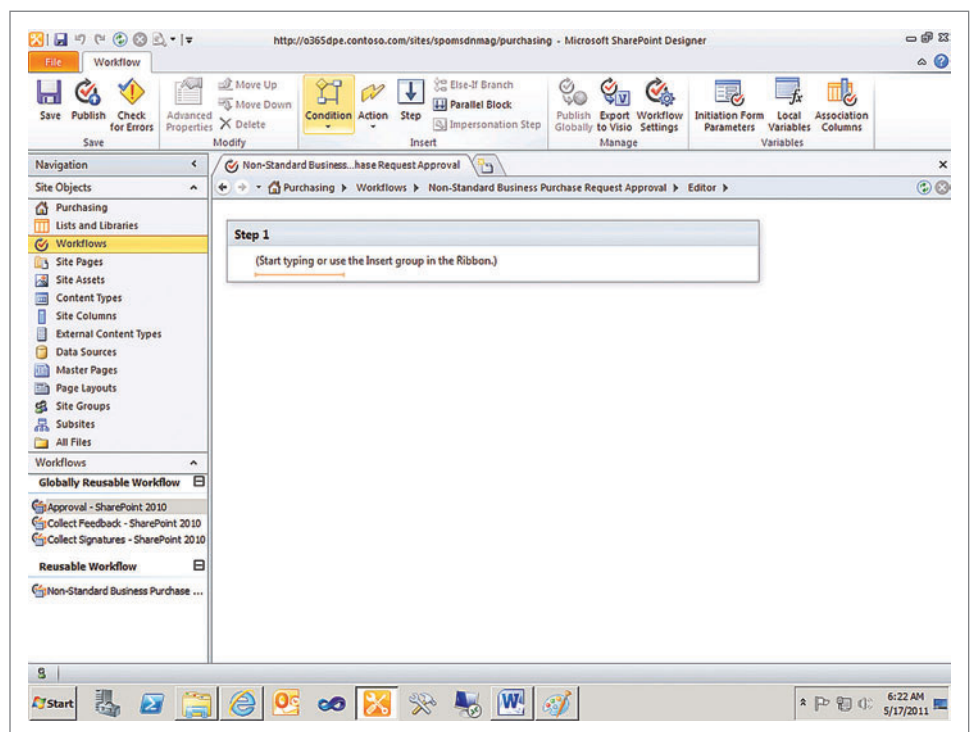 http://o365dpe.contoso.com/sites/spomsdnmag/purchasing - Microsoft SharePoint Designer
File Workflow
Save Publish Check for Errors
Advanced Properties
Move Up
Move Down
Delete
Condition Action Step
Else-If Branch
Parallel Block
Impersonation Step
Publish Globally Export to Visio Workflow Settings
Initiation Form Parameters Local Variables Association Columns
Save Modify Insert Manage Variables
Navigation
Non-Standard Business...hase Request Approval
Site Objects
Purchasing Workflows Non-Standard Business Purchase Request Approval Editor
Purchasing
Lists and Libraries
Workflows
Site Pages
Site Assets
Content Types
Site Columns
External Content Types
Data Sources
Master Pages
Page Layouts
Site Groups
Subsites
All Files
Step 1
(Start typing or use the Insert group in the Ribbon.)
Workflows
Globally Reusable Workflow
Approval - SharePoint 2010
Collect Feedback - SharePoint 2010
Collect Signatures - SharePoint 2010
Reusable Workflow
Non-Standard Business Purchase ...
Start
6:22 AM
5/17/2011